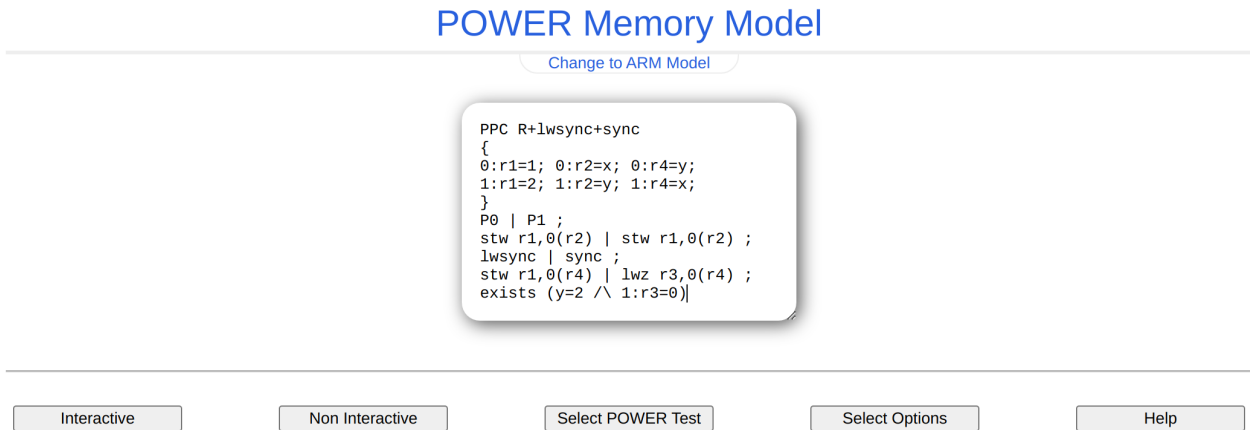 POWER Memory Model
Change to ARM Model
PPC R+lwsync+sync
{
0:r1=1; 0:r2=x; 0:r4=y;
1:r1=2; 1:r2=y; 1:r4=x;
}
P0 | P1 ;
stw r1,0(r2) | stw r1,0(r2) ;
lwsync | sync ;
stw r1,0(r4) | lwz r3,0(r4) ;
exists (y=2 /\ 1:r3=0)
Interactive
Non Interactive
Select POWER Test
Select Options
Help